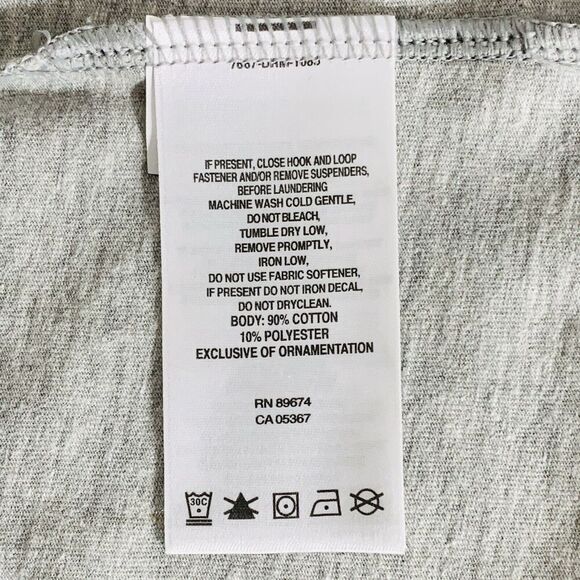 IF PRESENT, CLOSE HOOK AND LOOP
FASTENER AND/OR REMOVE SUSPENDERS,
BEFORE LAUNDERING
MACHINE WASH COLD GENTLE,
DO NOT BLEACH,
TUMBLE DRY LOW,
REMOVE PROMPTLY,
IRON LOW,
DO NOT USE FABRIC SOFTENER,
IF PRESENT DO NOT IRON DECAL,
DO NOT DRYCLEAN.
BODY: 90% COTTON
10% POLYESTER
EXCLUSIVE OF ORNAMENTATION
RN 89674
CA 05367
30C